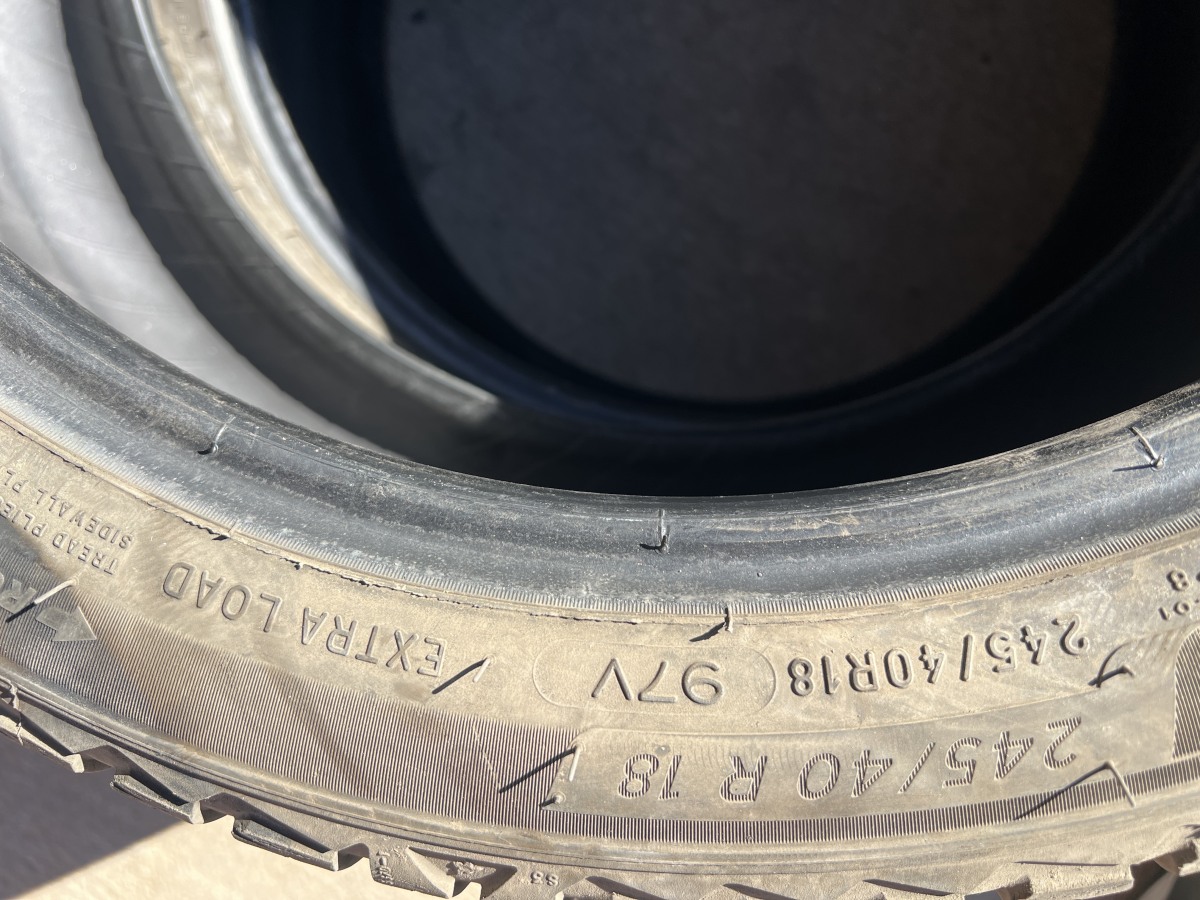 245/40R18 97V EXTRA LOAD
245/40 R 18
TREAD PLIES
SIDEWALL PL